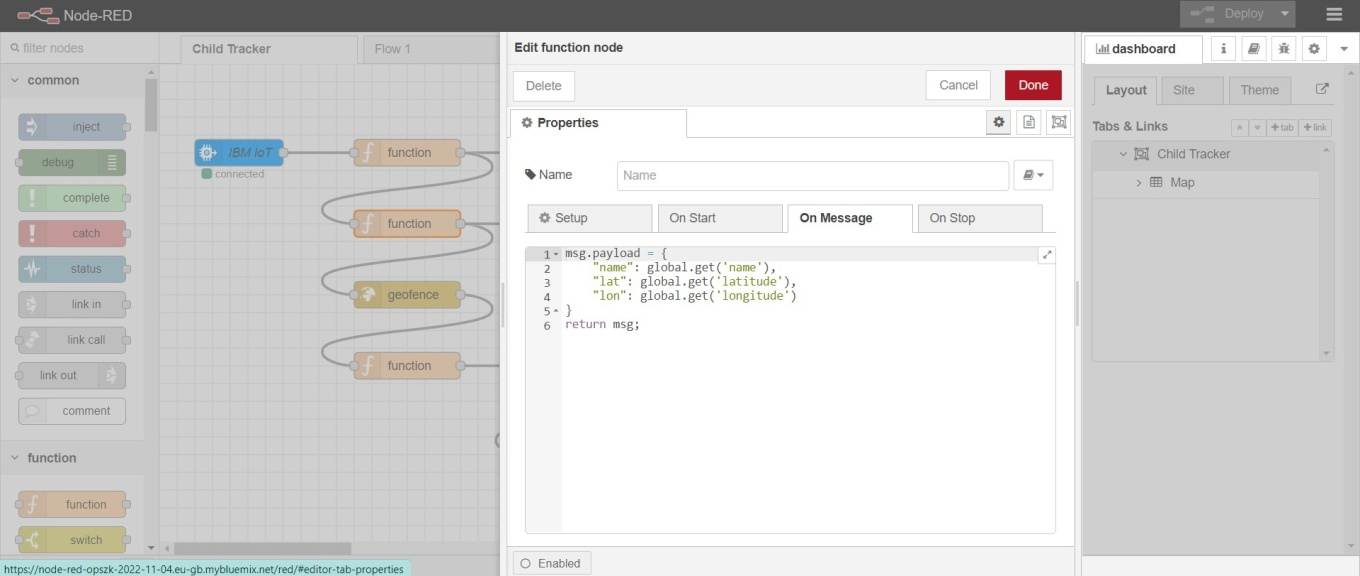 Node-RED
Deploy
filter nodes
Child Tracker
Flow 1
Edit function node
dashboard
i
Delete
Cancel
Done
common
Layout
Site
Theme
Properties
Tabs & Links
tab
link
inject
debug
complete
catch
status
link in
link call
link out
comment
function
function
switch
IBM IoT
connected
function
function
geofence
function
Name
Name
Setup
On Start
On Message
On Stop
1 msg.payload = {
2 "name": global.get('name'),
3 "lat": global.get('latitude'),
4 "lon": global.get('longitude')
5 }
6 return msg;
Child Tracker
Map
Enabled
https://node-red-opszk-2022-11-04.eu-gb.mybluemix.net/red/#editor-tab-properties